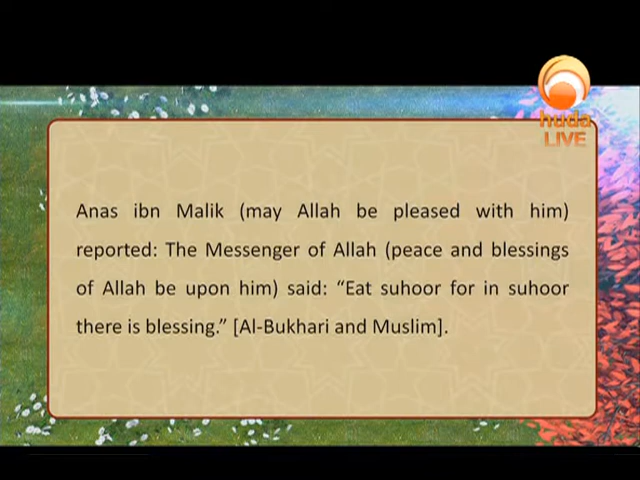 huda
LIVE
Anas ibn Malik (may Allah be pleased with him)
reported: The Messenger of Allah (peace and blessings
of Allah be upon him) said: “Eat suhoor for in suhoor
there is blessing.” [Al-Bukhari and Muslim].